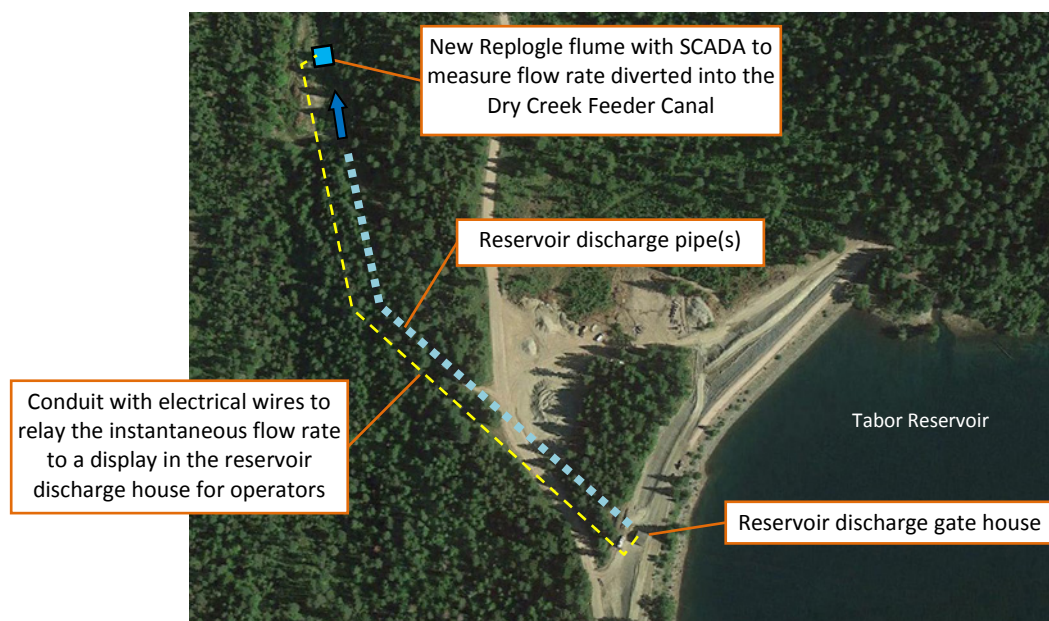 New Replogle flume with SCADA to
measure flow rate diverted into the
Dry Creek Feeder Canal
Reservoir discharge pipe(s)
Conduit with electrical wires to
relay the instantaneous flow rate
to a display in the reservoir
discharge house for operators
Tabor Reservoir
Reservoir discharge gate house